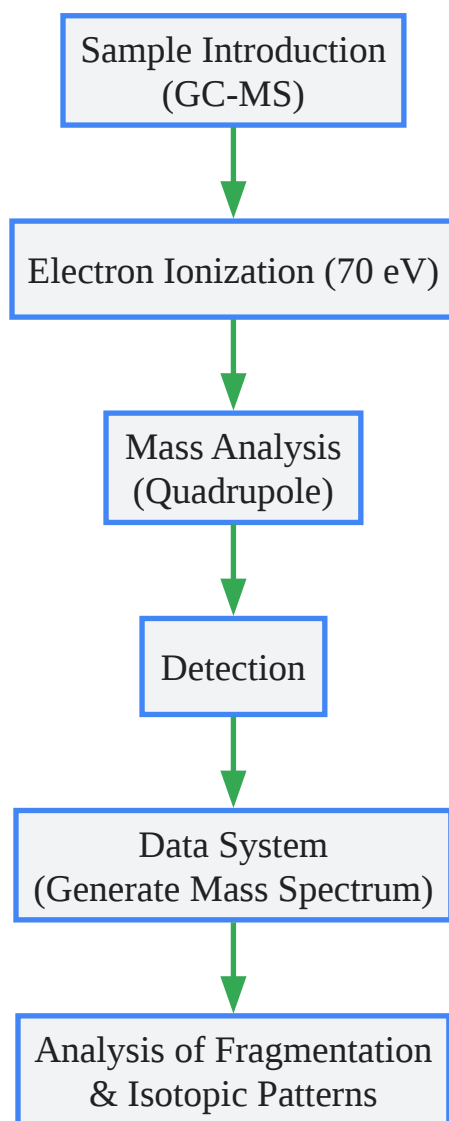 Sample Introduction
(GC-MS)
Electron Ionization (70 eV)
Mass Analysis
(Quadrupole)
Detection
Data System
(Generate Mass Spectrum)
Analysis of Fragmentation
& Isotopic Patterns